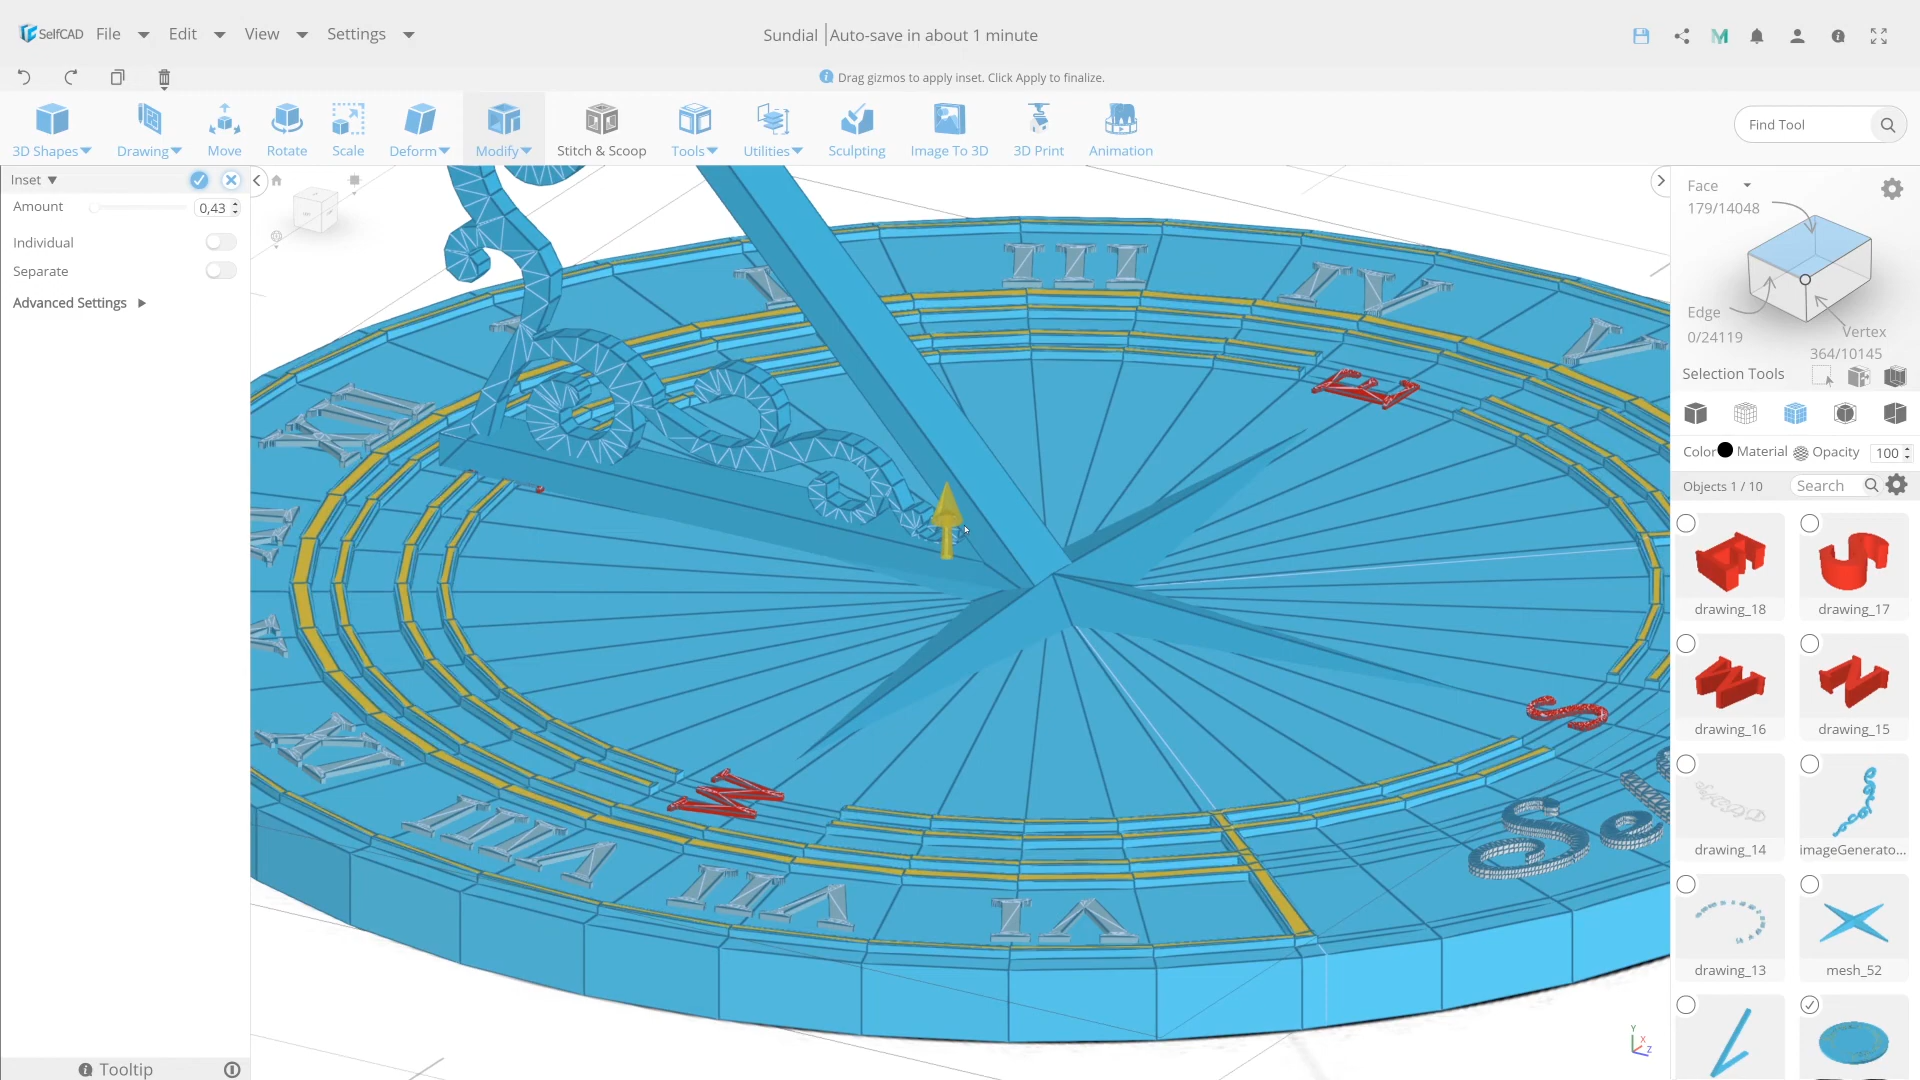 SelfCAD File Edit View Settings
Sundial Auto-save in about 1 minute
Drag gizmos to apply inset. Click Apply to finalize.
3D Shapes Drawing Move Rotate Scale Deform Modify Stitch & Scoop Tools Utilities Sculpting Image To 3D 3D Print Animation
Find Tool
Inset
Amount 0,43
Individual
Separate
Advanced Settings
Tooltip
III
IV
V
E
S
W
XI
VIII
VII
VI
Se
Face
179/14048
Edge
0/24119
Vertex
364/10145
Selection Tools
Color Material Opacity 100
Objects 1 / 10 Search
drawing_18 drawing_17
drawing_16 drawing_15
drawing_14 imageGenerato...
drawing_13 mesh_52
Y
X
Z